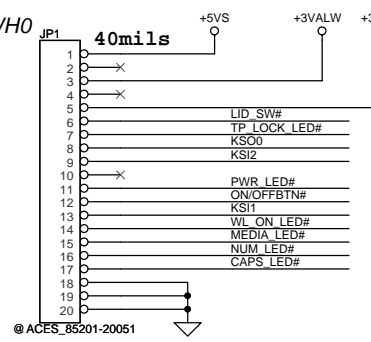 WH0
+5VS
+3VALW
+3
JP1
40mils
1
2
3
4
5
6
LID_SW#
7
TP_LOCK_LED#
8
KSO0
9
KSI2
10
11
PWR_LED#
12
ON/OFFBTN#
13
KSI1
14
WL_ON_LED#
15
MEDIA_LED#
16
NUM_LED#
17
CAPS_LED#
18
19
20
@ ACES_85201-20051